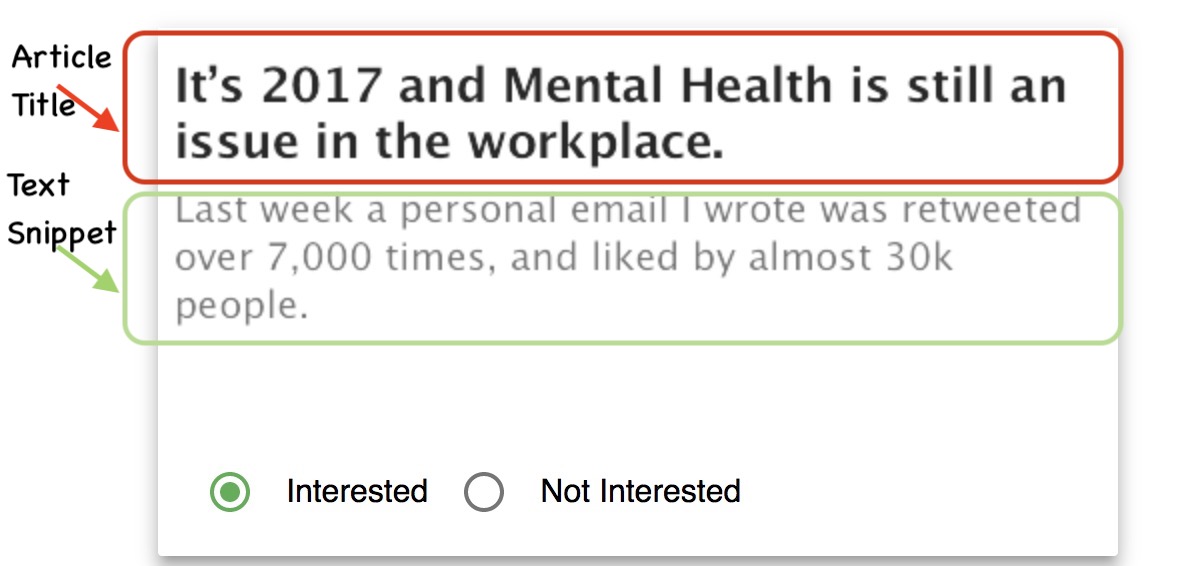 Article
Title
It’s 2017 and Mental Health is still an
issue in the workplace.
Text
Snippet
Last week a personal email I wrote was retweeted
over 7,000 times, and liked by almost 30k
people.
Interested
Not Interested